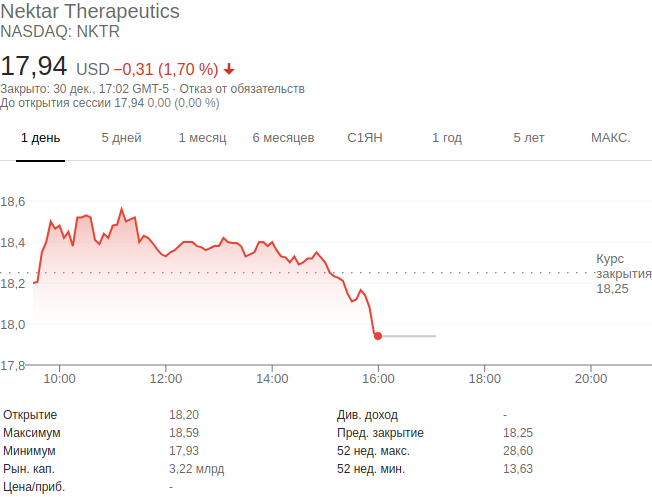 Nektar Therapeutics
NASDAQ: NKTR
17,94 USD −0,31 (1,70 %)
Закрыто: 30 дек., 17:02 GMT-5 · Отказ от обязательств
До открытия сессии 17,94 0,00 (0,00 %)
1 день 5 дней 1 месяц 6 месяцев С1ЯН 1 год 5 лет МАКС.
18,6
18,4
Курс
закрытия
18,2
18,25
18,0
17,8
10:00 12:00 14:00 16:00 18:00 20:00
Открытие 18,20 Див. доход -
Максимум 18,59 Пред. закрытие 18,25
Минимум 17,93 52 нед. макс. 28,60
Рын. кап. 3,22 млрд 52 нед. мин. 13,63
Цена/приб. -